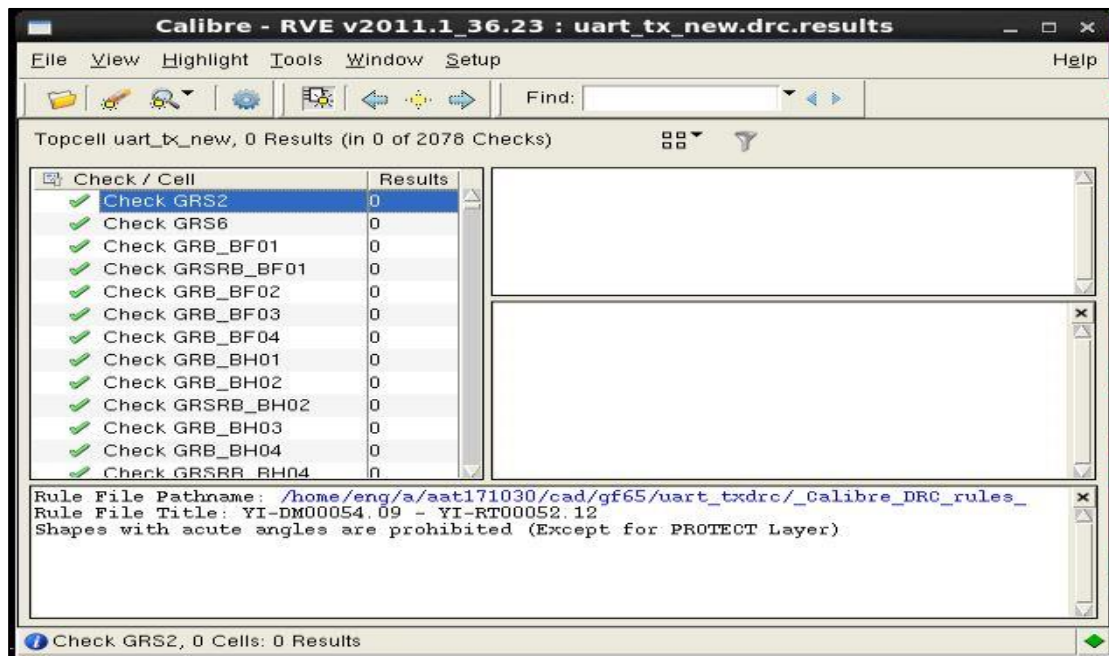 Calibre - RVE v2011.1_36.23 : uart_tx_new.drc.results
File View Highlight Tools Window Setup Help
Find:
Topcell uart_tx_new, 0 Results (in 0 of 2078 Checks)
Check / Cell Results
Check GRS2 0
Check GRS6 0
Check GRB_BF01 0
Check GRSRB_BF01 0
Check GRB_BF02 0
Check GRB_BF03 0
Check GRB_BF04 0
Check GRB_BH01 0
Check GRB_BH02 0
Check GRSRB_BH02 0
Check GRB_BH03 0
Check GRB_BH04 0
Check GRSRB_BH04 0
Rule File Pathname: /home/eng/a/aat171030/cad/gf65/uart_txdrc/_Calibre_DRC_rules_
Rule File Title: YI-DM00054.09 - YI-RT00052.12
Shapes with acute angles are prohibited (Except for PROTECT Layer)
Check GRS2, 0 Cells: 0 Results